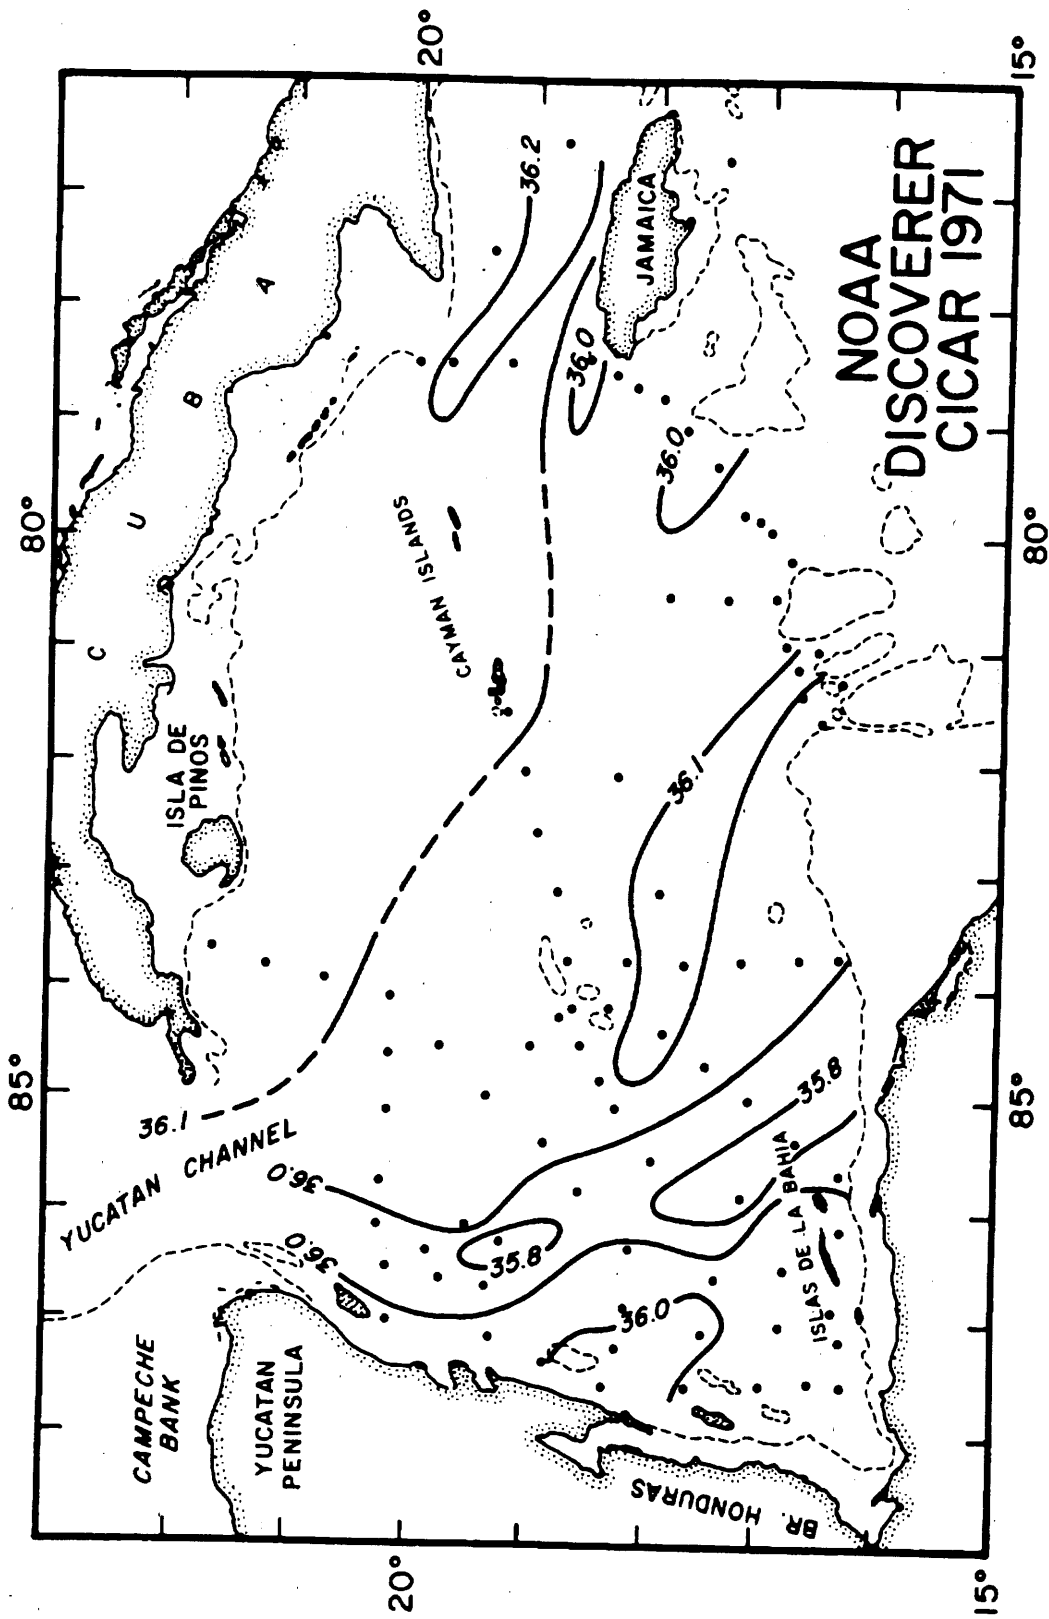 20°
15°
C U B A
36.2
JAMAICA
NOAA
DISCOVERER
CICAR 1971
36.0
36.0
80°
80°
CAYMAN ISLANDS
ISLA DE
PINOS
36.1
85°
85°
36.1
YUCATAN CHANNEL
36.0
36.0
35.8
35.8
ISLAS DE LA BAHIA
36.0
CAMPECHE
BANK
YUCATAN
PENINSULA
BR. HONDURAS
20°
15°